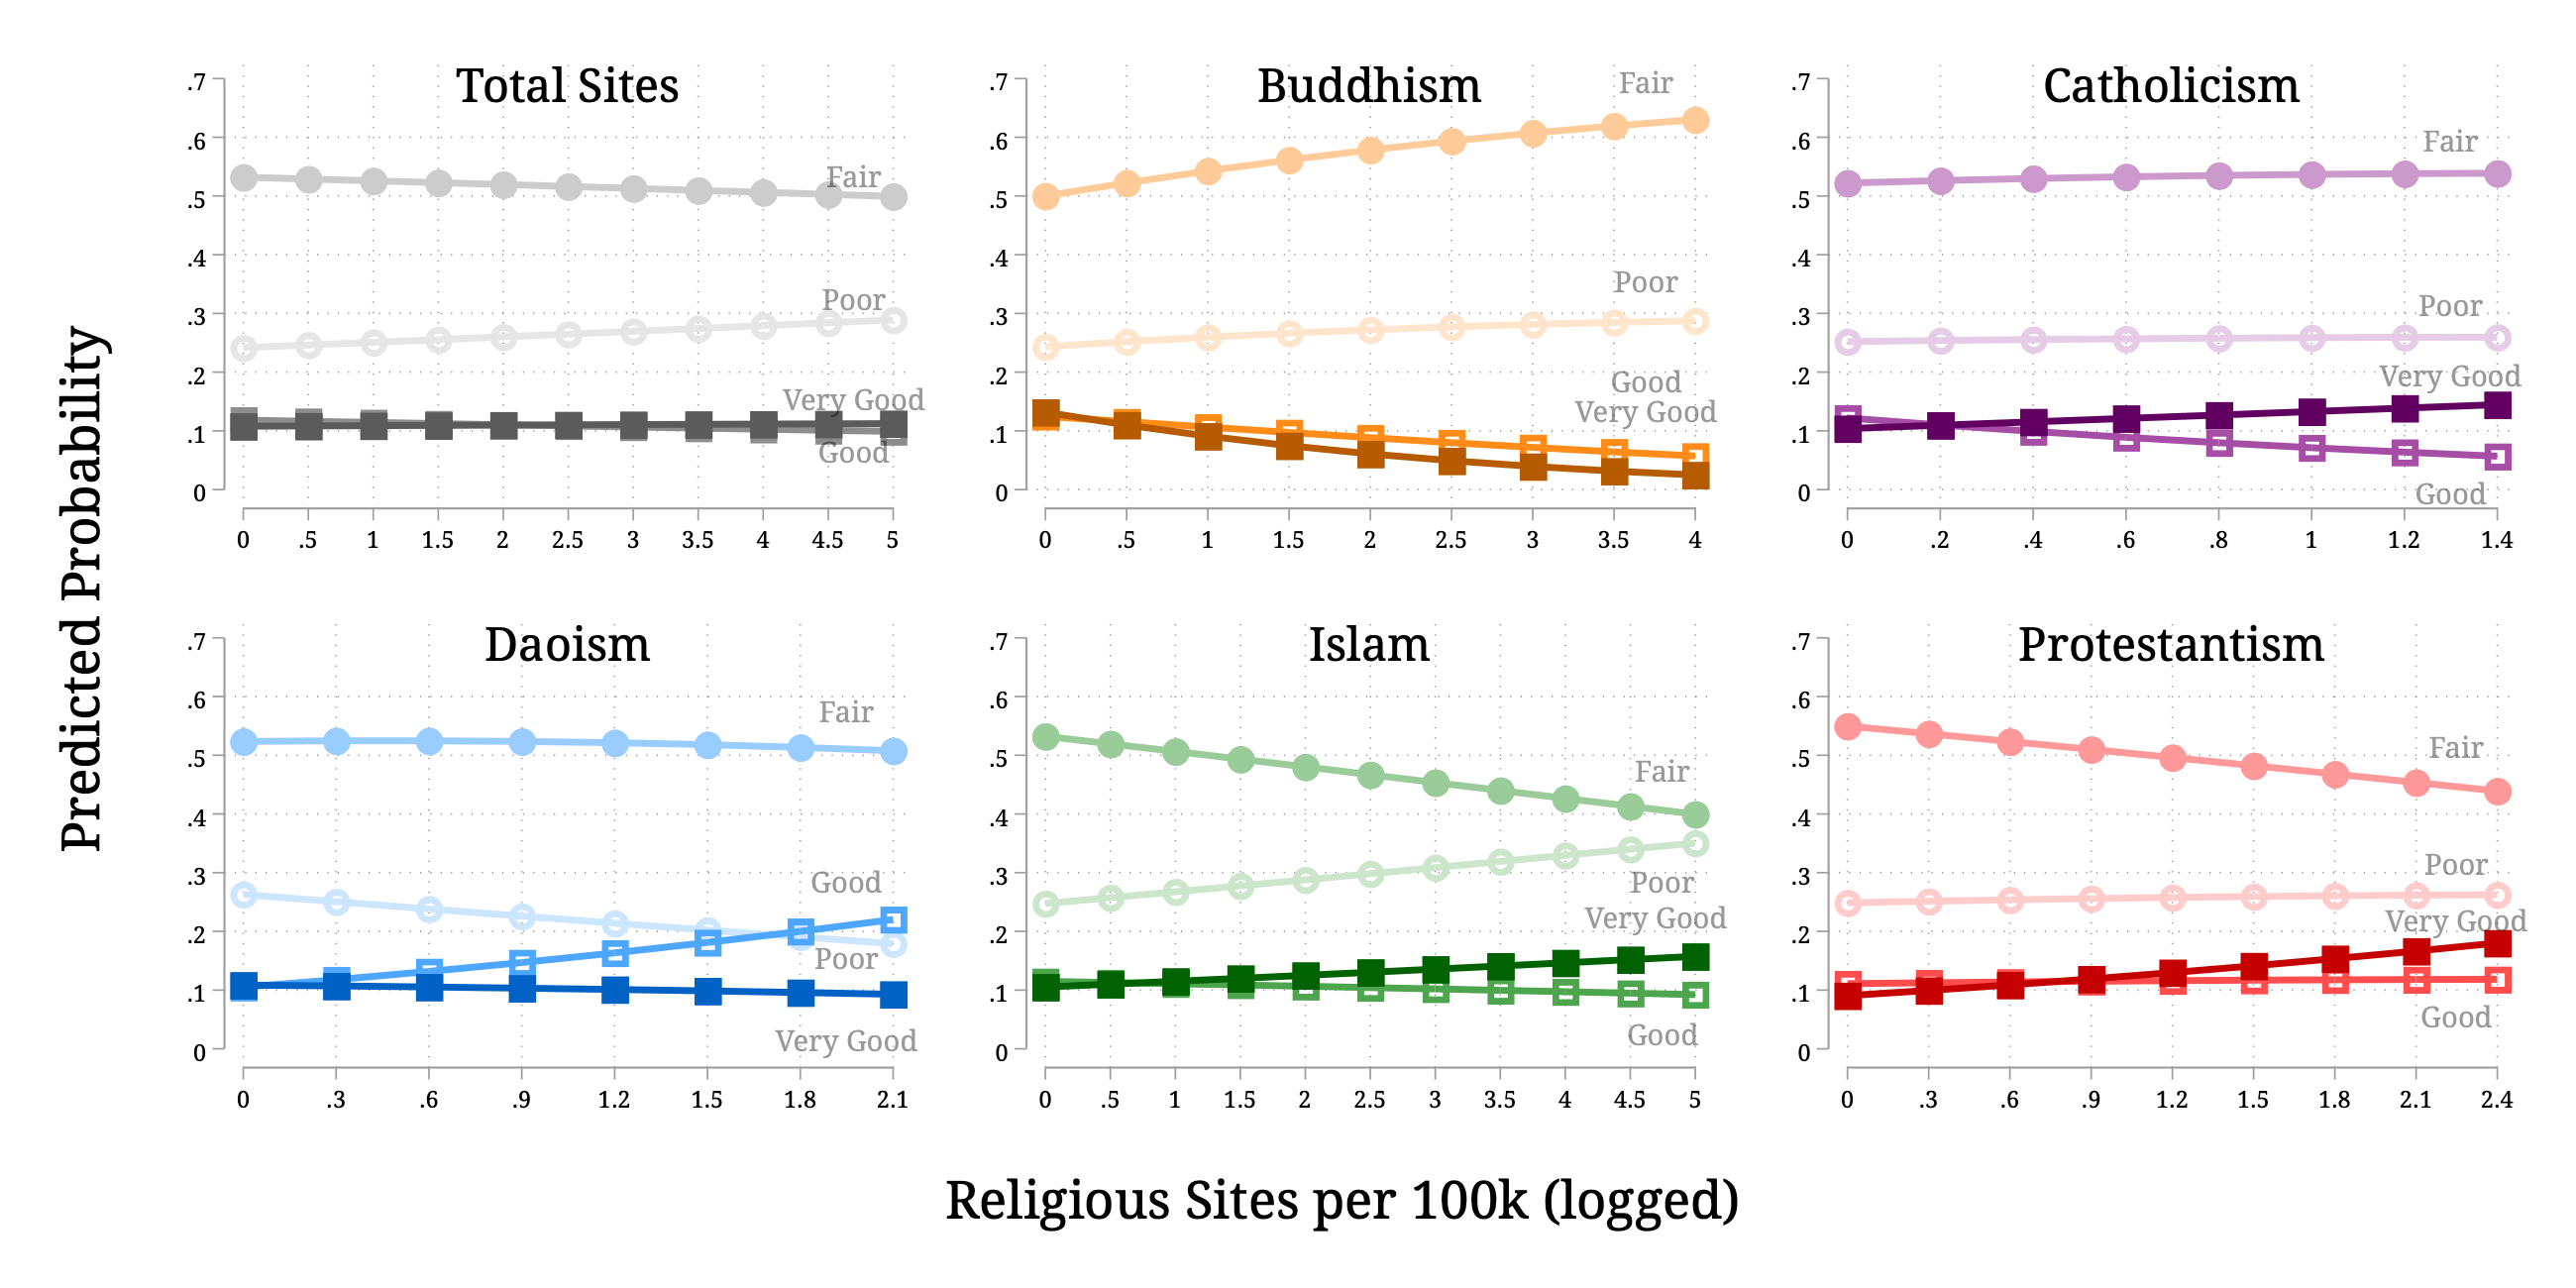 Predicted Probability
Total Sites
.7
.6
.5
.4
.3
.2
.1
0
Fair
Poor
Very Good
Good
0 .5 1 1.5 2 2.5 3 3.5 4 4.5 5
Buddhism
.7
.6
.5
.4
.3
.2
.1
0
Fair
Poor
Good
Very Good
0 .5 1 1.5 2 2.5 3 3.5 4
Catholicism
.7
.6
.5
.4
.3
.2
.1
0
Fair
Poor
Very Good
Good
0 .2 .4 .6 .8 1 1.2 1.4
Daoism
.7
.6
.5
.4
.3
.2
.1
0
Fair
Good
Poor
Very Good
0 .3 .6 .9 1.2 1.5 1.8 2.1
Islam
.7
.6
.5
.4
.3
.2
.1
0
Fair
Poor
Very Good
Good
0 .5 1 1.5 2 2.5 3 3.5 4 4.5 5
Protestantism
.7
.6
.5
.4
.3
.2
.1
0
Fair
Poor
Very Good
Good
0 .3 .6 .9 1.2 1.5 1.8 2.1 2.4
Religious Sites per 100k (logged)